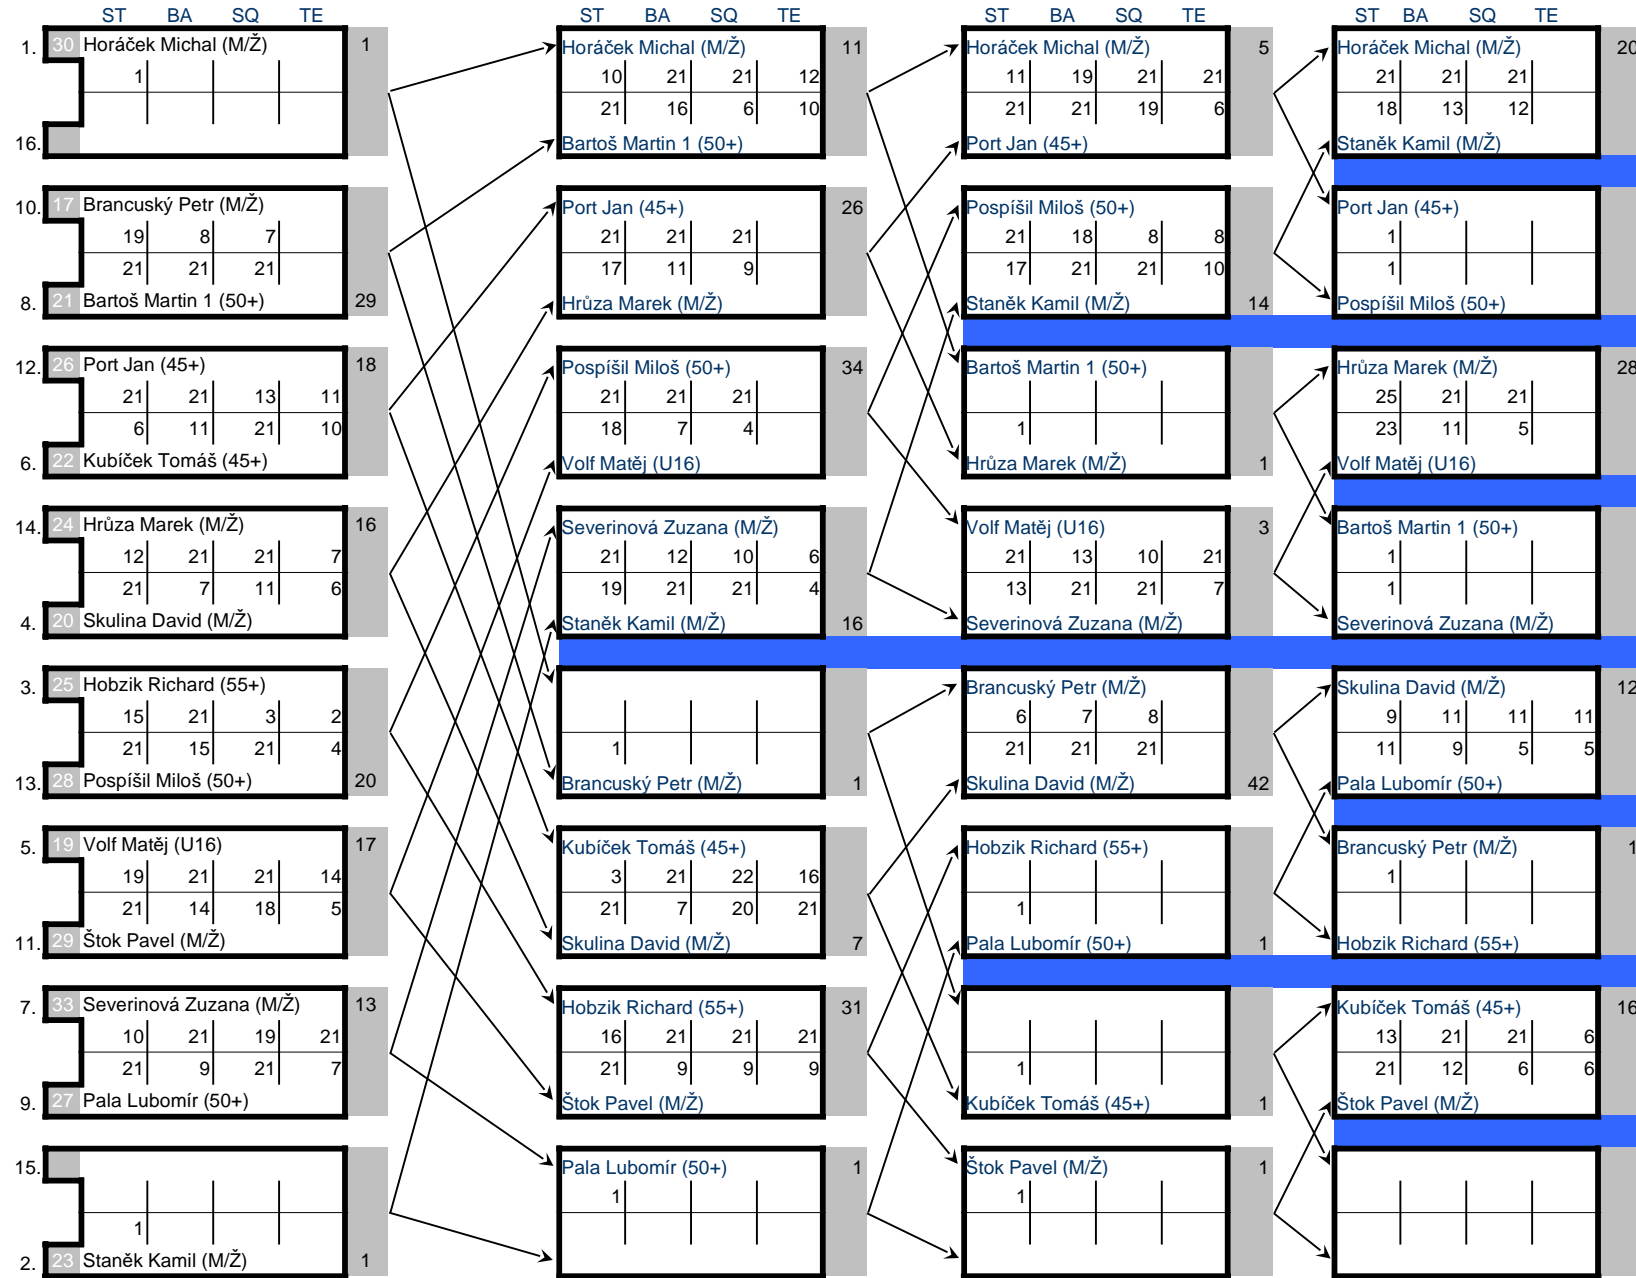 ST BA SQ TE ST BA SQ TE ST BA SQ TE ST BA SQ TE
1. 30 Horáček Michal (M/Ž) 1 Horáček Michal (M/Ž) 11 Horáček Michal (M/Ž) 5 Horáček Michal (M/Ž) 20
1 10 21 21 12 11 19 21 21 21 21 21
21 16 6 10 21 21 19 6 18 13 12
16. Bartoš Martin 1 (50+) Port Jan (45+) Staněk Kamil (M/Ž)
10. 17 Brancuský Petr (M/Ž) Port Jan (45+) 26 Pospíšil Miloš (50+) Port Jan (45+)
19 8 7 21 21 21 21 18 8 8 1
21 21 21 17 11 9 17 21 21 10 1
8. 21 Bartoš Martin 1 (50+) 29 Hrůza Marek (M/Ž) Staněk Kamil (M/Ž) 14 Pospíšil Miloš (50+)
12. 26 Port Jan (45+) 18 Pospíšil Miloš (50+) 34 Bartoš Martin 1 (50+) Hrůza Marek (M/Ž) 28
21 21 13 11 21 21 21 25 21 21
6 11 21 10 18 7 4 1 23 11 5
6. 22 Kubíček Tomáš (45+) Volf Matěj (U16) Hrůza Marek (M/Ž) 1 Volf Matěj (U16)
14. 24 Hrůza Marek (M/Ž) 16 Severinová Zuzana (M/Ž) Volf Matěj (U16) 3 Bartoš Martin 1 (50+)
12 21 21 7 21 12 10 6 21 13 10 21 1
21 7 11 6 19 21 21 4 13 21 21 7 1
4. 20 Skulina David (M/Ž) Staněk Kamil (M/Ž) 16 Severinová Zuzana (M/Ž) Severinová Zuzana (M/Ž)
3. 25 Hobzik Richard (55+) Brancuský Petr (M/Ž) Skulina David (M/Ž) 12
15 21 3 2 6 7 8 9 11 11 11
21 15 21 4 1 21 21 21 11 9 5 5
13. 28 Pospíšil Miloš (50+) 20 Brancuský Petr (M/Ž) 1 Skulina David (M/Ž) 42 Pala Lubomír (50+)
5. 19 Volf Matěj (U16) 17 Kubíček Tomáš (45+) Hobzik Richard (55+) Brancuský Petr (M/Ž) 1
19 21 21 14 3 21 22 16 1
21 14 18 5 21 7 20 21 1
11. 29 Štok Pavel (M/Ž) Skulina David (M/Ž) 7 Pala Lubomír (50+) 1 Hobzik Richard (55+)
7. 33 Severinová Zuzana (M/Ž) 13 Hobzik Richard (55+) 31 Kubíček Tomáš (45+) 16
10 21 19 21 16 21 21 21 13 21 21 6
21 9 21 7 21 9 9 9 1 21 12 6 6
9. 27 Pala Lubomír (50+) Štok Pavel (M/Ž) Kubíček Tomáš (45+) 1 Štok Pavel (M/Ž)
15. Pala Lubomír (50+) 1 Štok Pavel (M/Ž) 1
1 1
1
2. 23 Staněk Kamil (M/Ž) 1